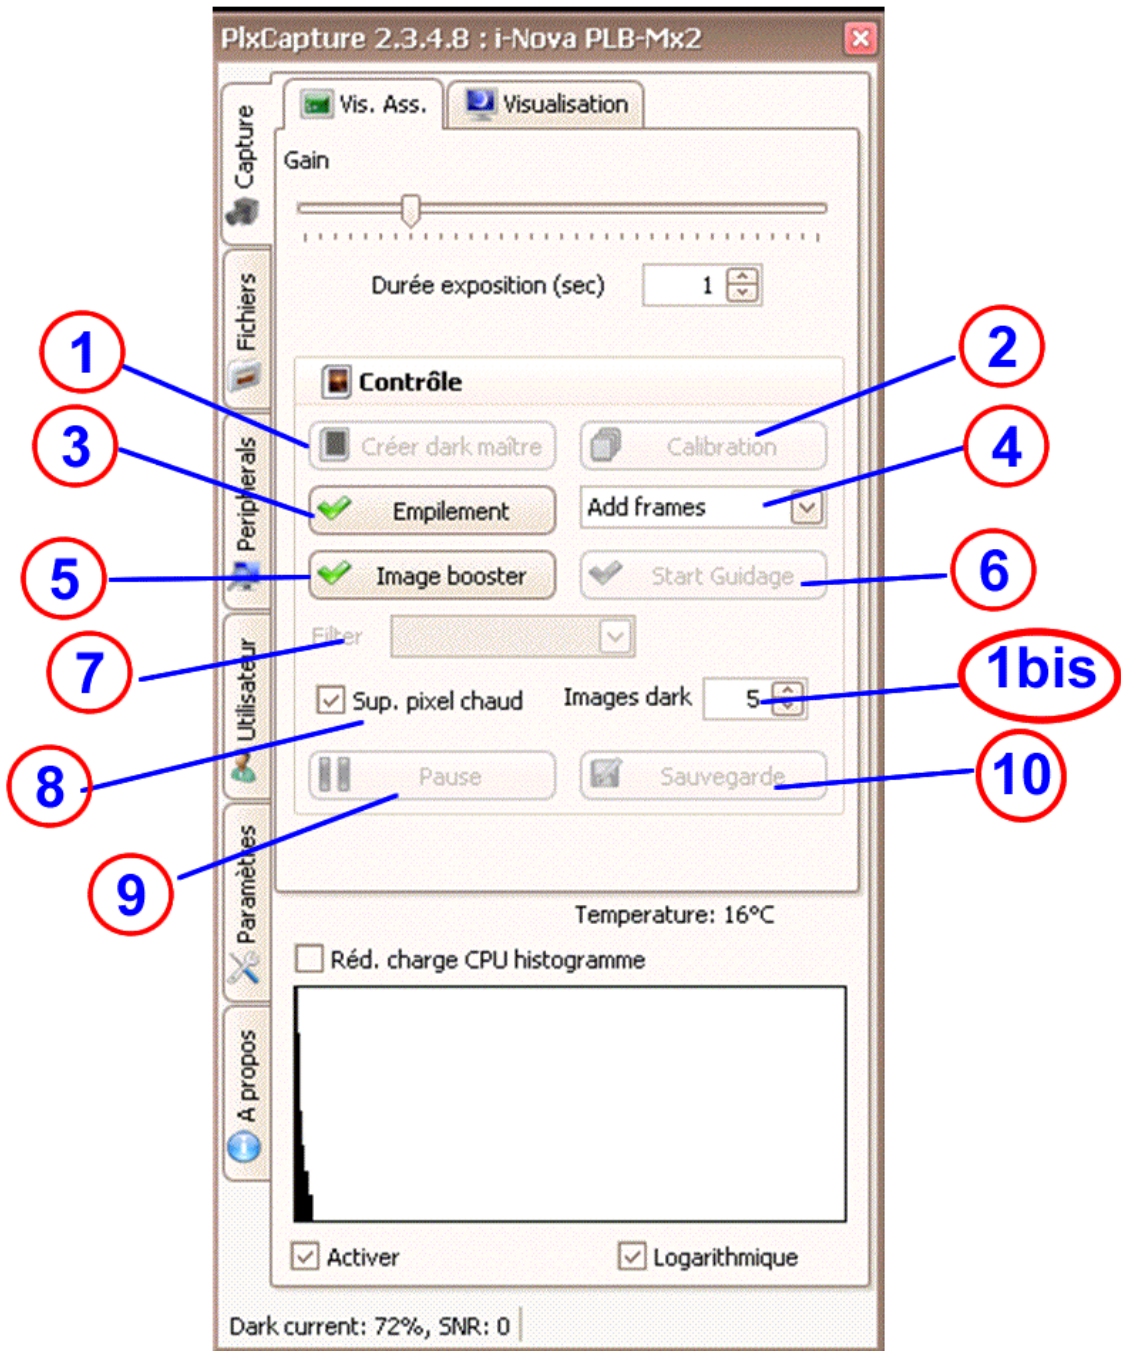 PlxCapture 2.3.4.8 : i-Nova PLB-Mx2
Vis. Ass. Visualisation
Capture
Fichiers
Peripherals
Utilisateur
Paramètres
A propos
Gain
Durée exposition (sec) 1
Contrôle
1
2
Créer dark maître Calibration
3
4
Empilement Add frames
5
6
Image booster Start Guidage
7
Filter
1bis
Sup. pixel chaud Images dark 5
8
10
Pause Sauvegarde
9
Temperature: 16°C
Réd. charge CPU histogramme
Activer Logarithmique
Dark current: 72%, SNR: 0